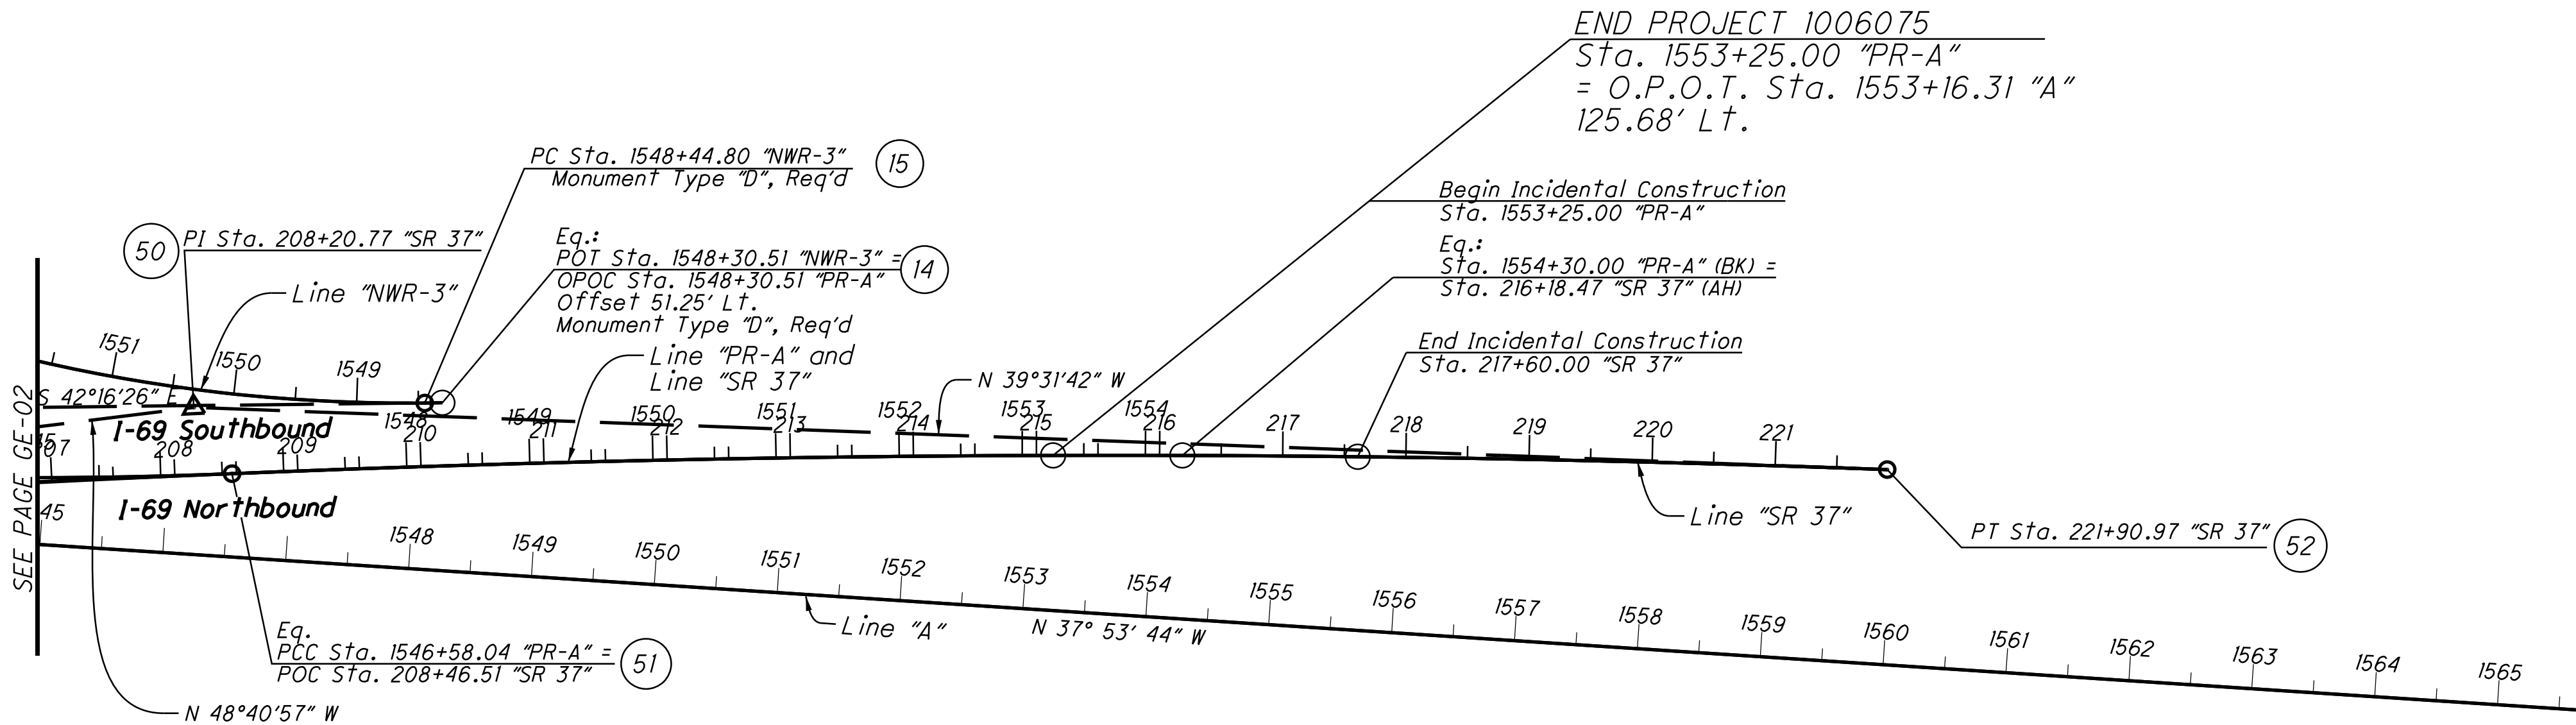 END PROJECT 1006075
Sta. 1553+25.00 "PR-A"
= O.P.O.T. Sta. 1553+16.31 "A"
125.68' Lt.
PC Sta. 1548+44.80 "NWR-3"
Monument Type "D", Req'd
15
Begin Incidental Construction
Sta. 1553+25.00 "PR-A"
50
PI Sta. 208+20.77 "SR 37"
Eq.:
POT Sta. 1548+30.51 "NWR-3" =
OPOC Sta. 1548+30.51 "PR-A"
Offset 51.25' Lt.
Monument Type "D", Req'd
14
Eq.:
Sta. 1554+30.00 "PR-A" (BK) =
Sta. 216+18.47 "SR 37" (AH)
Line "NWR-3"
End Incidental Construction
Sta. 217+60.00 "SR 37"
Line "PR-A" and
Line "SR 37"
1551 1550 1549
N 39°31'42" W
S 42°16'26" E
SEE PAGE GE-02
I-69 Southbound
1548 1549 1550 1551 1552 1553 1554
208 209 210 211 212 213 214 215 216 217 218 219 220 221
I-69 Northbound
Line "SR 37"
PT Sta. 221+90.97 "SR 37"
52
45 1548 1549 1550 1551 1552 1553 1554 1555 1556 1557 1558 1559 1560 1561 1562 1563 1564 1565
Line "A"
N 37° 53' 44" W
Eq.
PCC Sta. 1546+58.04 "PR-A" =
POC Sta. 208+46.51 "SR 37"
51
N 48°40'57" W